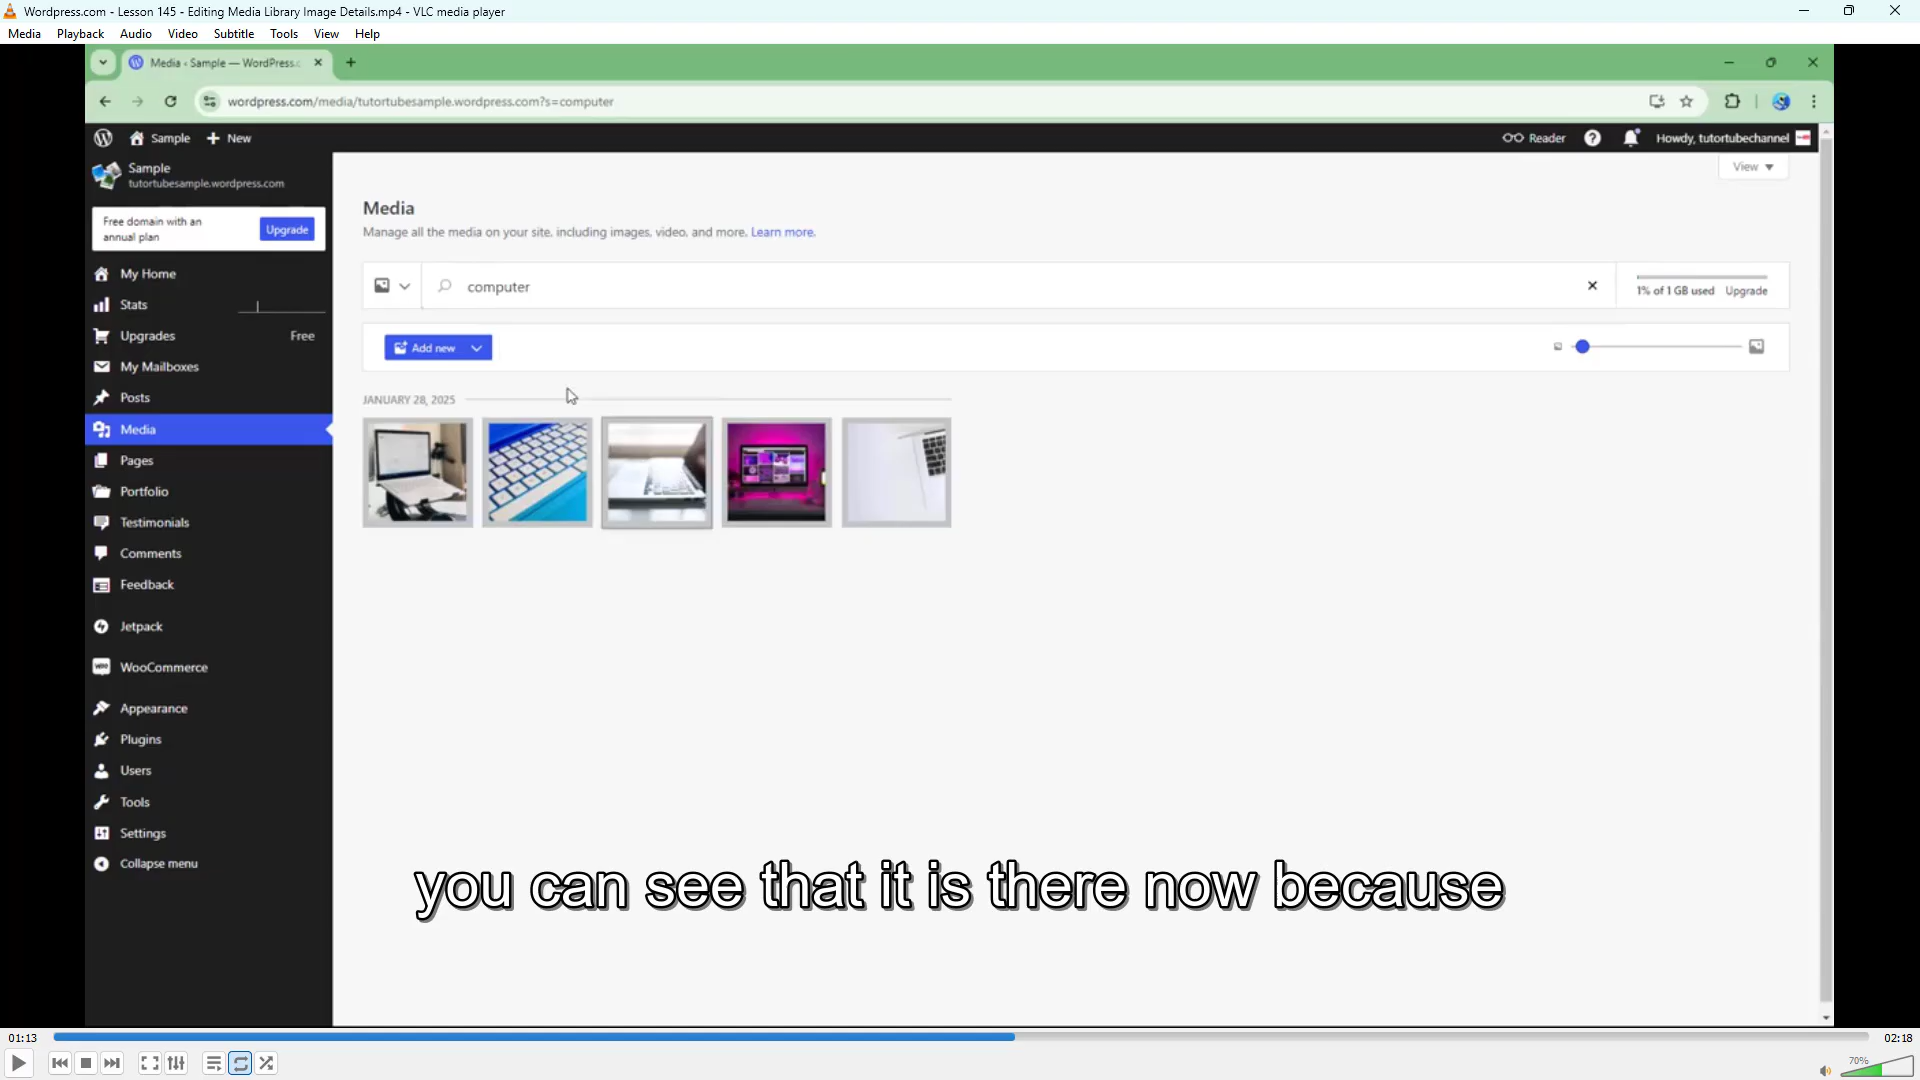 Wordpress.com - Lesson 145 - Editing Media Library Image Details.mp4 - VLC media player
Media Playback Audio Video Subtitle Tools View Help
Media ‹ Sample — WordPress.c
wordpress.com/media/tutortubesample.wordpress.com?s=computer
Sample New Reader Howdy, tutortubechannel
Sample
tutortubesample.wordpress.com
View
Free domain with an
annual plan
Upgrade
My Home
Stats
Upgrades Free
My Mailboxes
Posts
Media
Pages
Portfolio
Testimonials
Comments
Feedback
Jetpack
WooCommerce
Appearance
Plugins
Users
Tools
Settings
Collapse menu
Media
Manage all the media on your site, including images, video, and more. Learn more.
computer
1% of 1 GB used Upgrade
Add new
JANUARY 28, 2025
you can see that it is there now because
01:13 02:18
70%